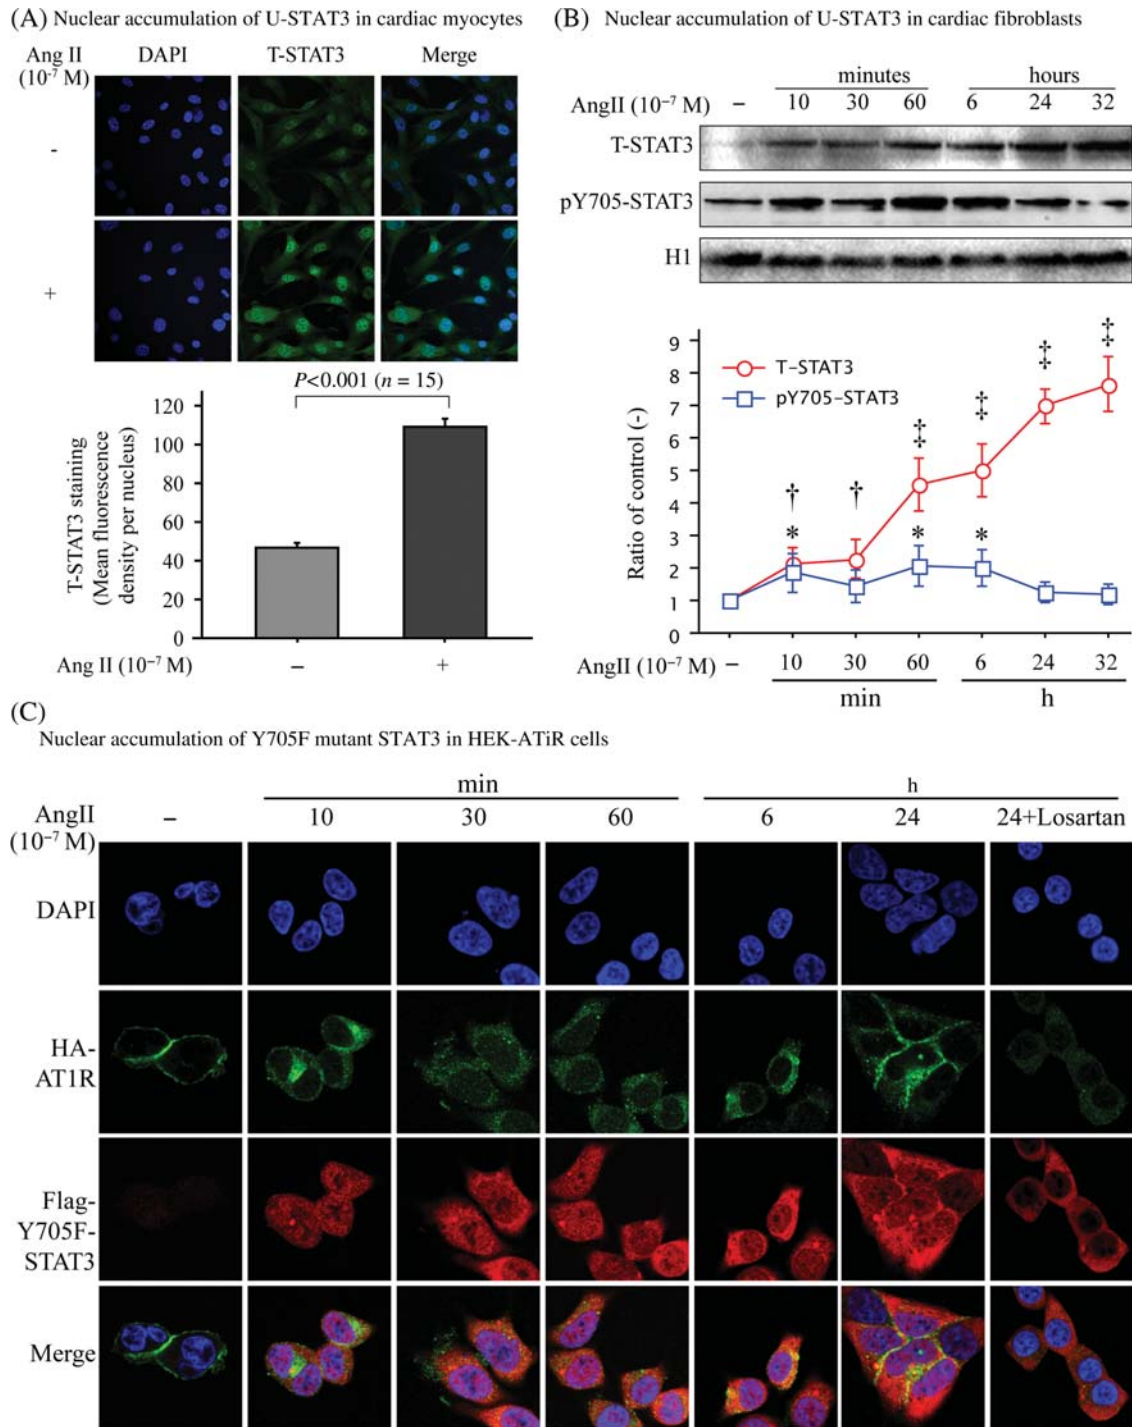 (A) Nuclear accumulation of U-STAT3 in cardiac myocytes
Ang II
(10⁻⁷ M)
DAPI T-STAT3 Merge
-
+
P<0.001 (n = 15)
T-STAT3 staining
(Mean fluorescence
density per nucleus)
120
100
80
60
40
20
0
Ang II (10⁻⁷ M) – +
(B) Nuclear accumulation of U-STAT3 in cardiac fibroblasts
minutes hours
AngII (10⁻⁷ M) – 10 30 60 6 24 32
T-STAT3
pY705-STAT3
H1
Ratio of control (-)
9
8
7
6
5
4
3
2
1
0
T-STAT3
pY705-STAT3
† † ‡ ‡ ‡ ‡
* * *
AngII (10⁻⁷ M) – 10 30 60 6 24 32
min h
(C)
Nuclear accumulation of Y705F mutant STAT3 in HEK-ATiR cells
min h
AngII
(10⁻⁷ M)
– 10 30 60 6 24 24+Losartan
DAPI
HA-
AT1R
Flag-
Y705F-
STAT3
Merge